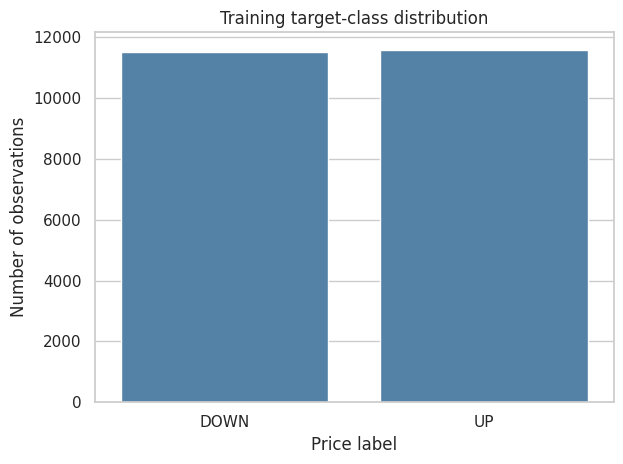 Training target-class distribution
Number of observations
12000
10000
8000
6000
4000
2000
0
DOWN
UP
Price label